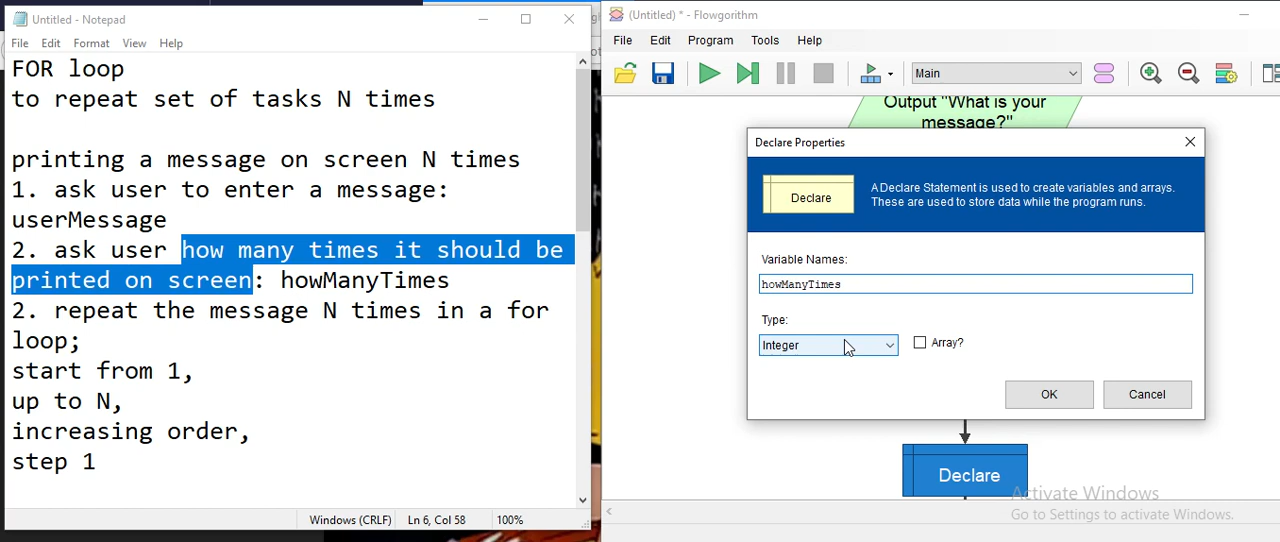 Untitled - Notepad
File Edit Format View Help
FOR loop
to repeat set of tasks N times
printing a message on screen N times
1. ask user to enter a message:
userMessage
2. ask user how many times it should be
printed on screen: howManyTimes
2. repeat the message N times in a for
loop;
start from 1,
up to N,
increasing order,
step 1
Windows (CRLF) Ln 6, Col 58 100%
(Untitled) * - Flowgorithm
File Edit Program Tools Help
Main
Output "What is your
message?"
Declare Properties
Declare
A Declare Statement is used to create variables and arrays.
These are used to store data while the program runs.
Variable Names:
howManyTimes
Type:
Integer
Array?
OK Cancel
Declare
Activate Windows
Go to Settings to activate Windows.